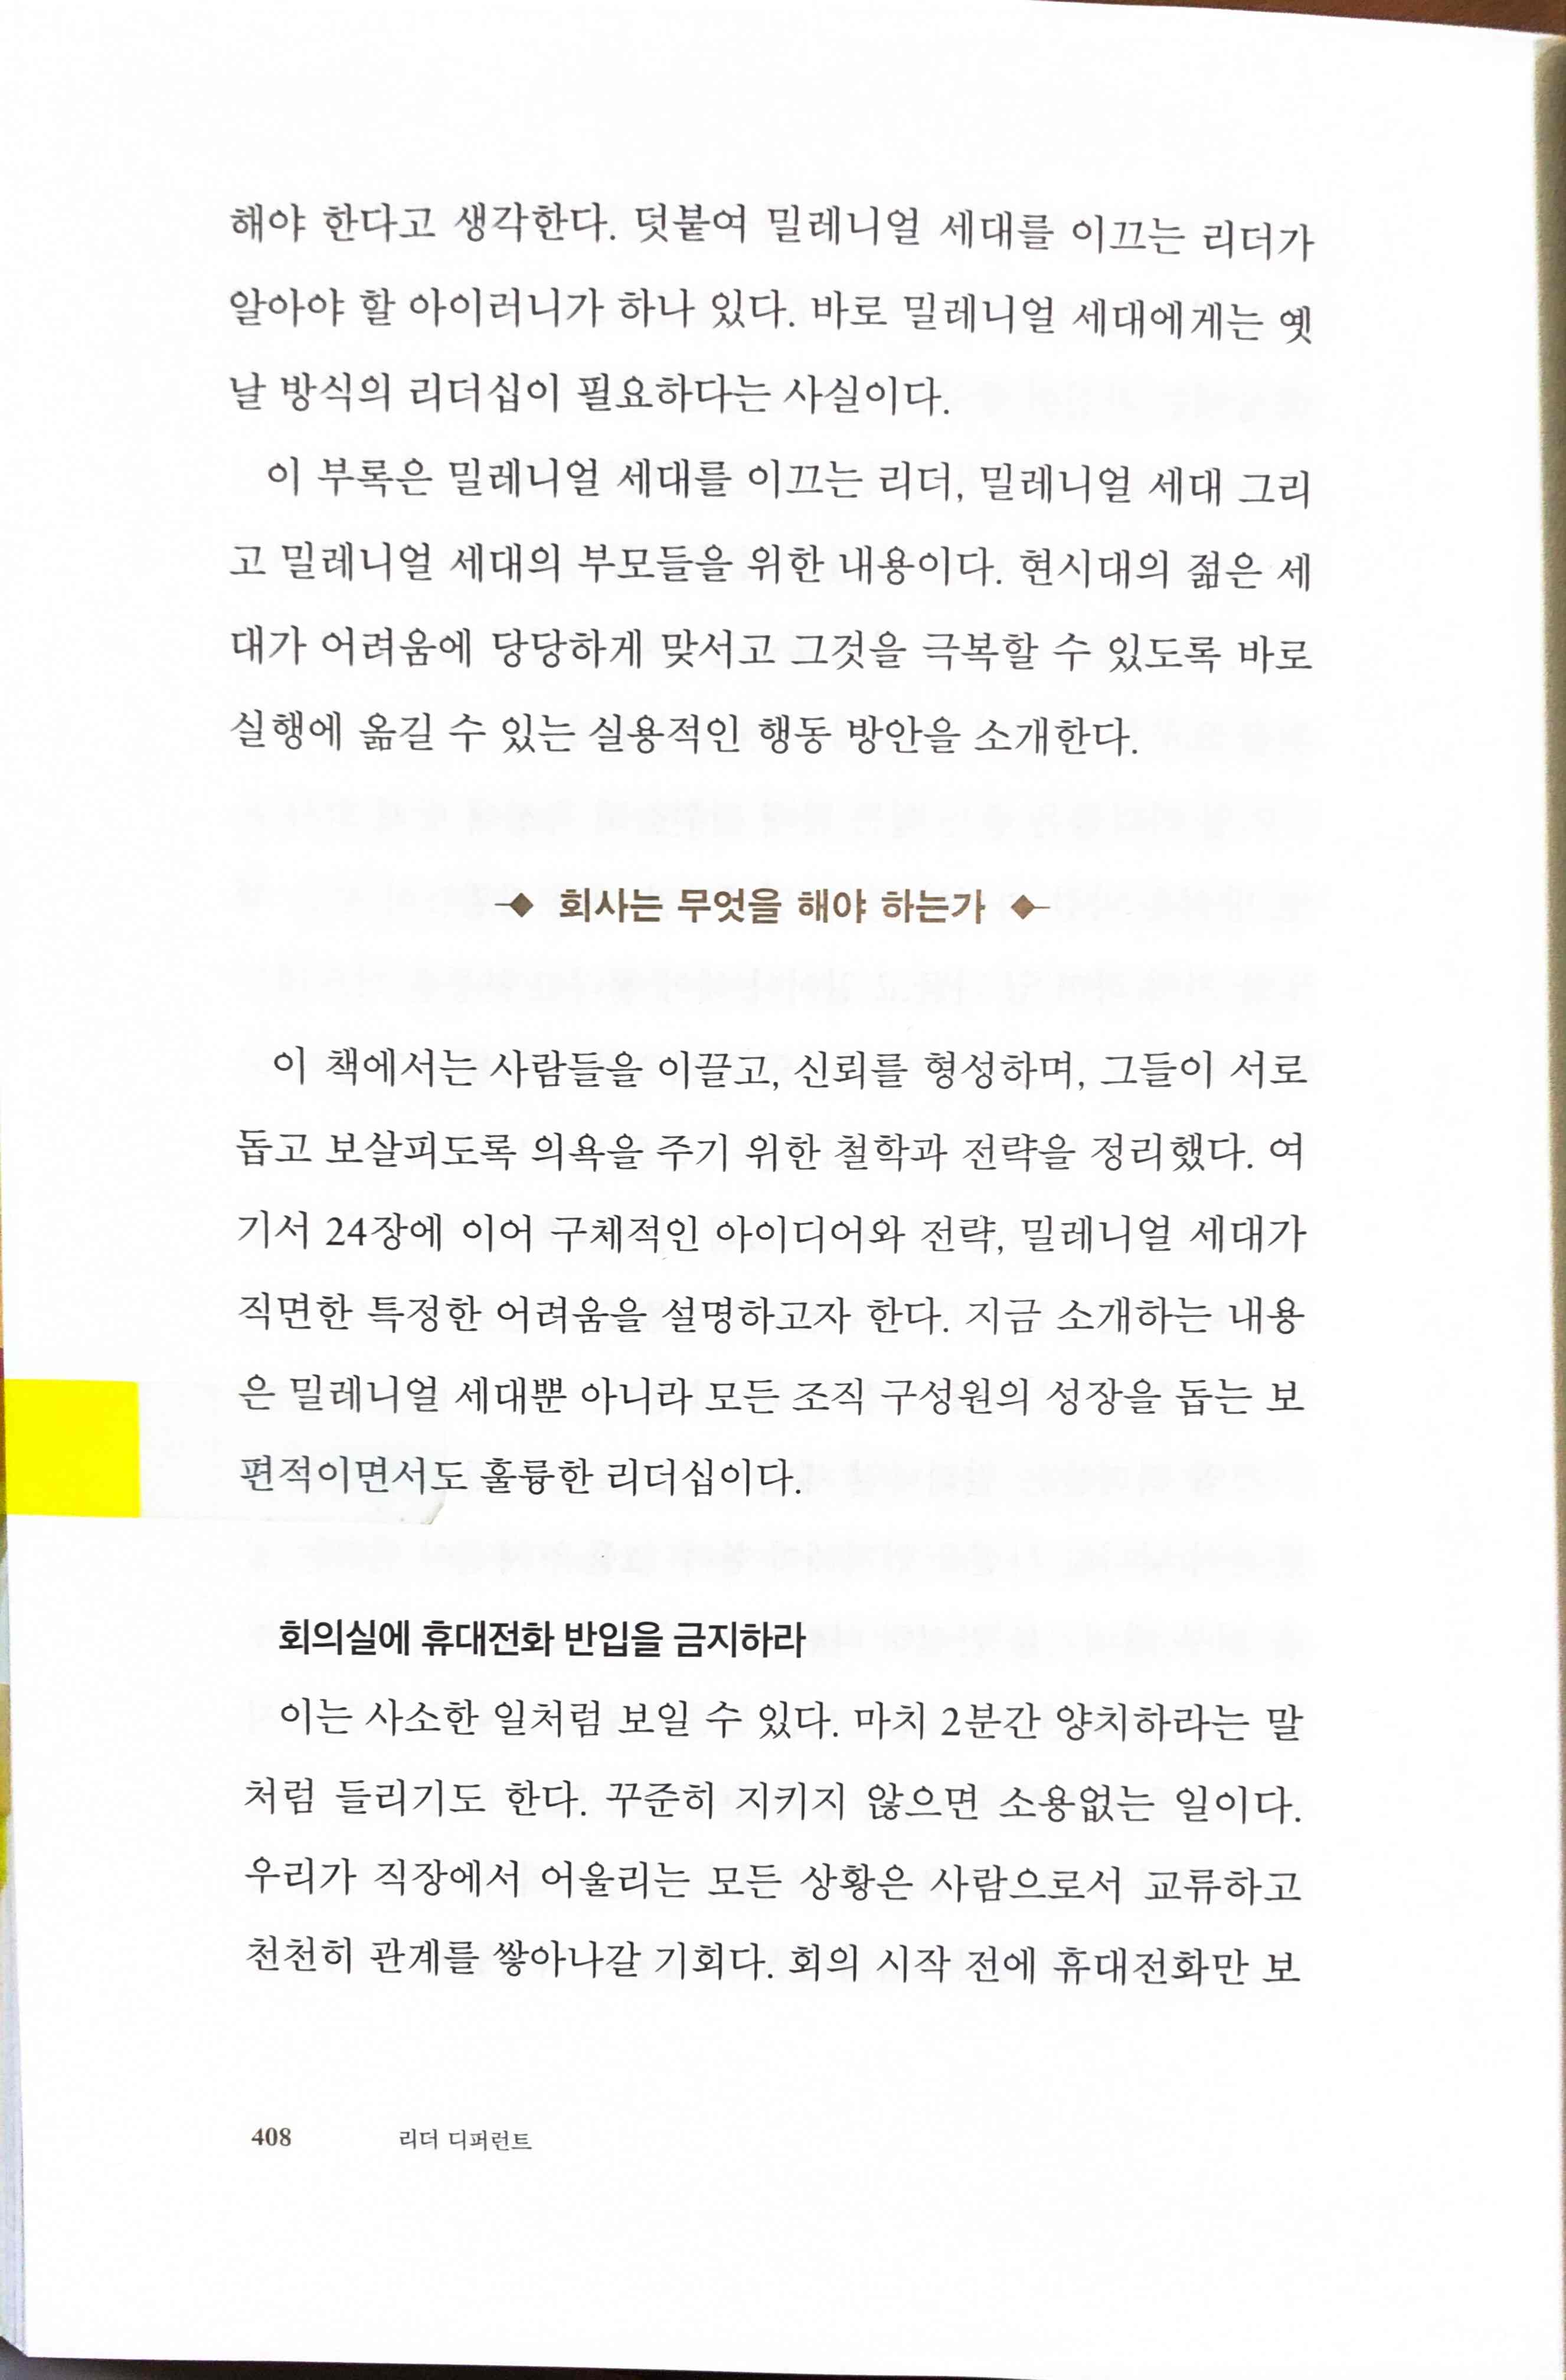 해야 한다고 생각한다. 덧붙여 밀레니얼 세대를 이끄는 리더가
알아야 할 아이러니가 하나 있다. 바로 밀레니얼 세대에게는 옛
날 방식의 리더십이 필요하다는 사실이다.
이 부록은 밀레니얼 세대를 이끄는 리더, 밀레니얼 세대 그리
고 밀레니얼 세대의 부모들을 위한 내용이다. 현시대의 젊은 세
대가 어려움에 당당하게 맞서고 그것을 극복할 수 있도록 바로
실행에 옮길 수 있는 실용적인 행동 방안을 소개한다.
회사는 무엇을 해야 하는가
이 책에서는 사람들을 이끌고, 신뢰를 형성하며, 그들이 서로
돕고 보살피도록 의욕을 주기 위한 철학과 전략을 정리했다. 여
기서 24장에 이어 구체적인 아이디어와 전략, 밀레니얼 세대가
직면한 특정한 어려움을 설명하고자 한다. 지금 소개하는 내용
은 밀레니얼 세대뿐 아니라 모든 조직 구성원의 성장을 돕는 보
편적이면서도 훌륭한 리더십이다.
회의실에 휴대전화 반입을 금지하라
이는 사소한 일처럼 보일 수 있다. 마치 2분간 양치하라는 말
처럼 들리기도 한다. 꾸준히 지키지 않으면 소용없는 일이다.
우리가 직장에서 어울리는 모든 상황은 사람으로서 교류하고
천천히 관계를 쌓아나갈 기회다. 회의 시작 전에 휴대전화만 보
408 리더 디퍼런트